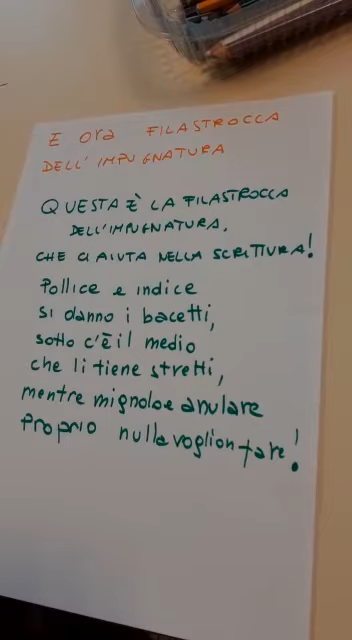 E Ora FILASTROCCA
DELL'IMPUGNATURA
QUESTA È LA FILASTROCCA
DELL'IMPUGNATURA.
CHE CI AIUTA NELLA SCRITTURA!
Pollice e indice
si danno i bacetti,
sotto c'è il medio
che li tiene stretti,
mentre mignolo e anulare
proprio nulla voglion fare!